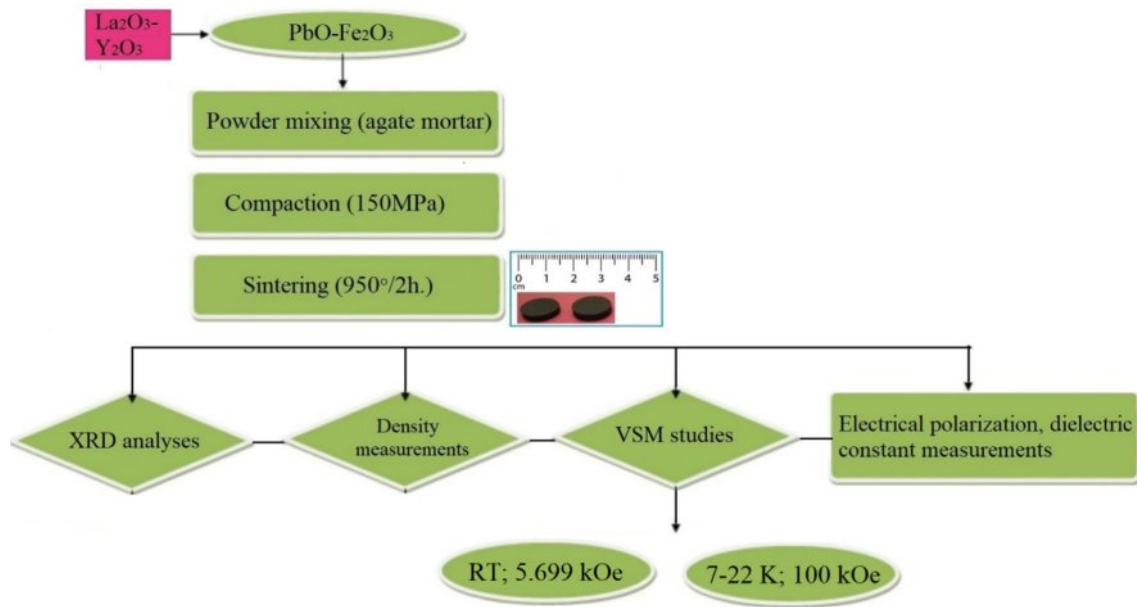 La₂O₃-
Y₂O₃
PbO-Fe₂O₃
Powder mixing (agate mortar)
Compaction (150MPa)
Sintering (950°/2h.)
0 1 2 3 4 5
cm
XRD analyses
Density
measurements
VSM studies
Electrical polarization, dielectric
constant measurements
RT; 5.699 kOe
7-22 K; 100 kOe